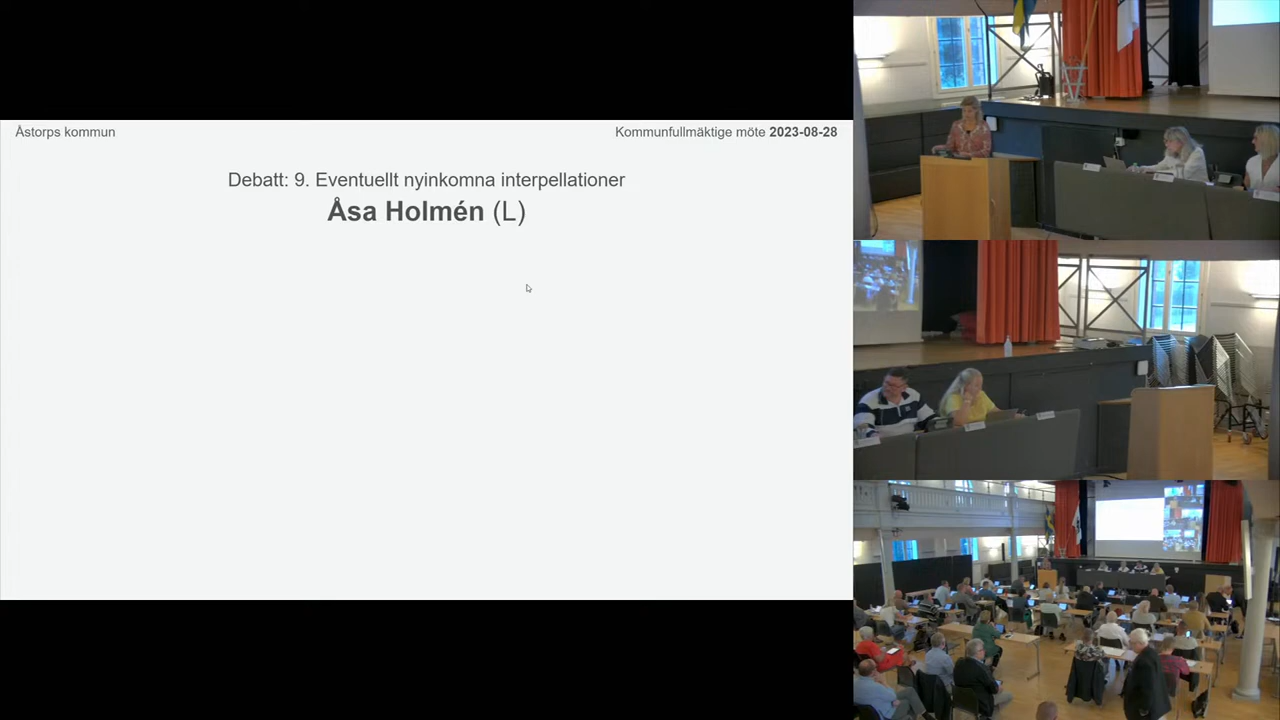 Åstorps kommun
Kommunfullmäktige möte 2023-08-28
Debatt: 9. Eventuellt nyinkomna interpellationer
Åsa Holmén (L)